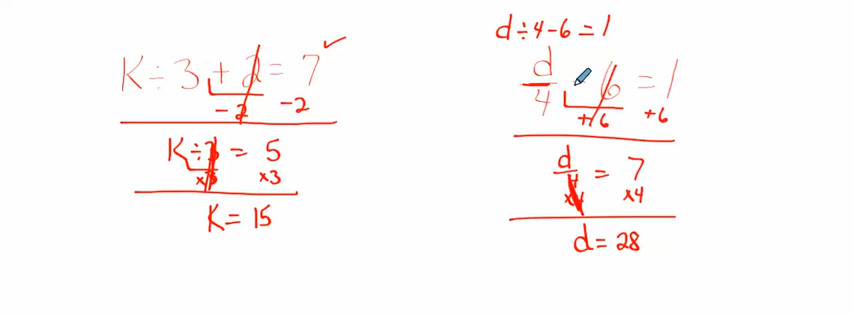 K ÷ 3 + 2 = 7 ✓
- 2 - 2
K ÷ 3 = 5
x3 x3
K = 15
d ÷ 4 - 6 = 1
d/4 - 6 = 1
+ 6 + 6
d/4 = 7
x4 x4
d = 28